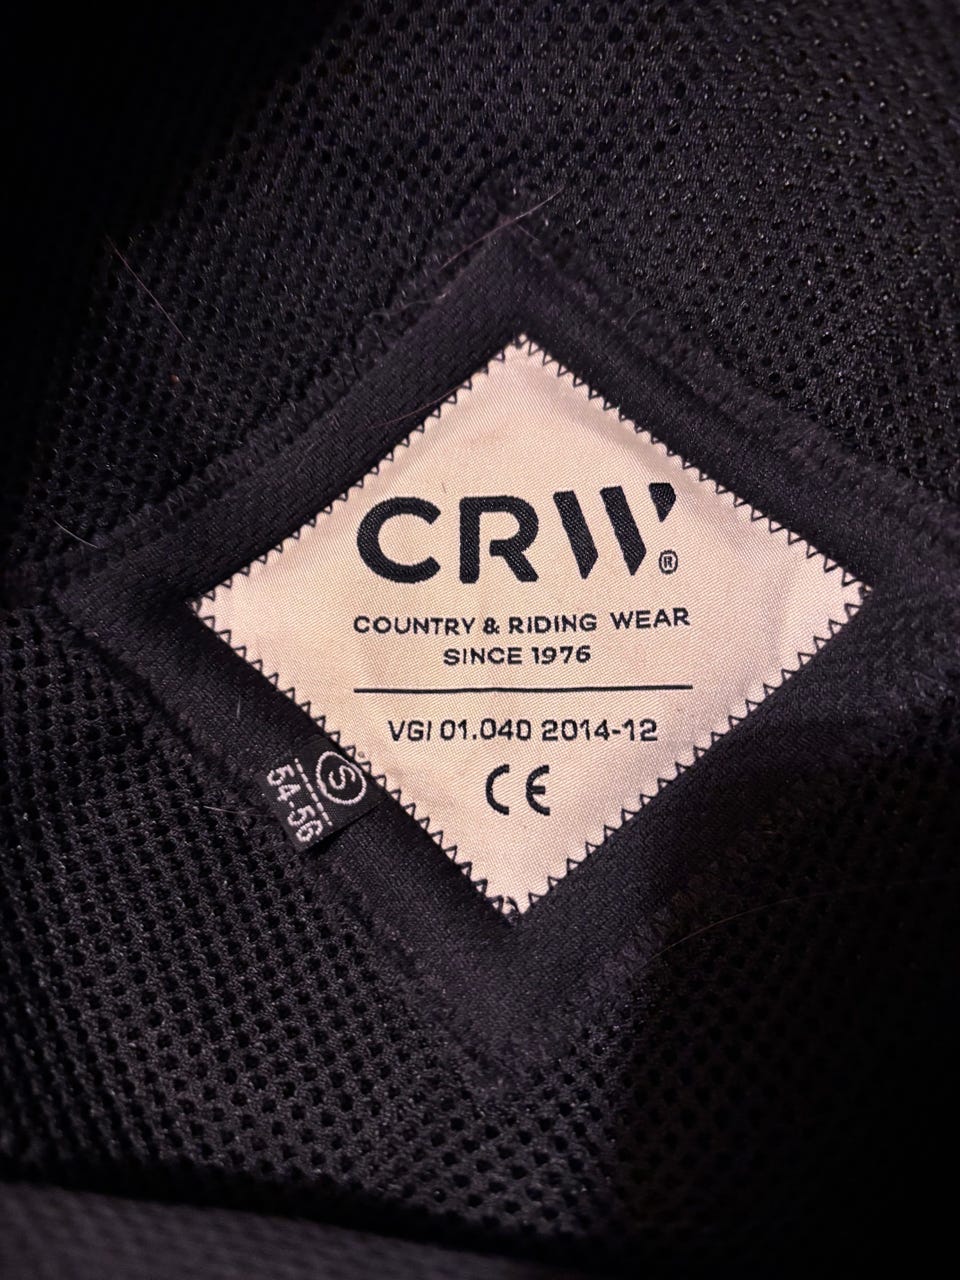 CRW®
COUNTRY & RIDING WEAR
SINCE 1976
VG1 01.040 2014-12
CE
S
54-56